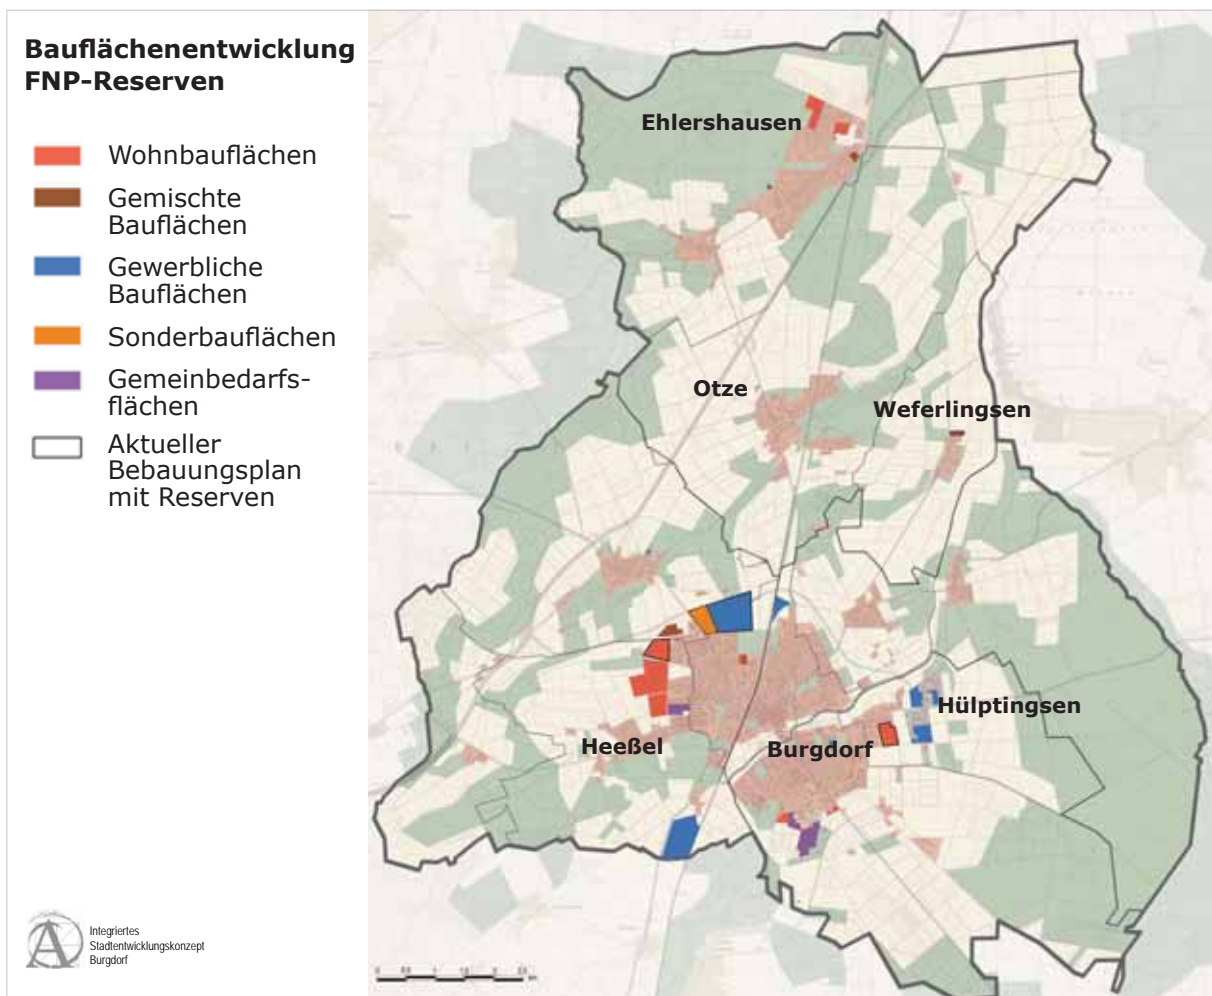 Bauflächenentwicklung
FNP-Reserven
Wohnbauflächen
Gemischte
Bauflächen
Gewerbliche
Bauflächen
Sonderbauflächen
Gemeinbedarfs-
flächen
Aktueller
Bebauungsplan
mit Reserven
Ehlershausen
Otze
Weferlingsen
Hülptingsen
Heeßel
Burgdorf
A
Integriertes
Stadtentwicklungskonzept
Burgdorf